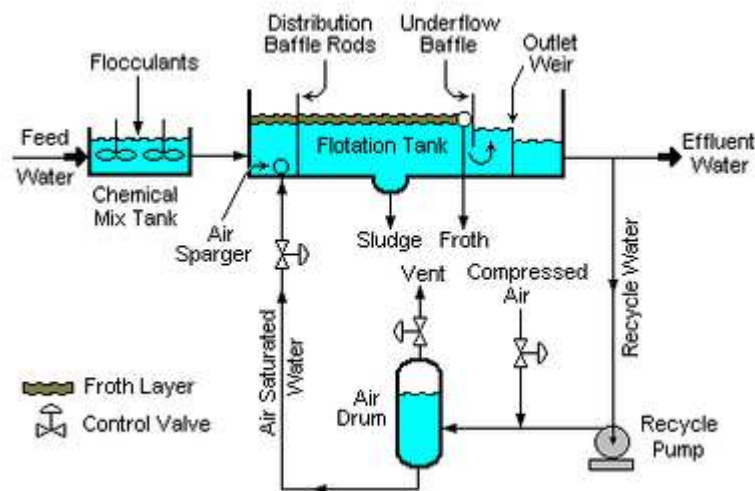 Distribution
Baffle Rods
Underflow
Baffle
Outlet
Weir
Flocculants
Feed
Water
Chemical
Mix Tank
Flotation Tank
Effluent
Water
Air
Sparger
Sludge
Froth
Vent
Compressed
Air
Recycle Water
Air Saturated
Water
Froth Layer
Control Valve
Air
Drum
Recycle
Pump